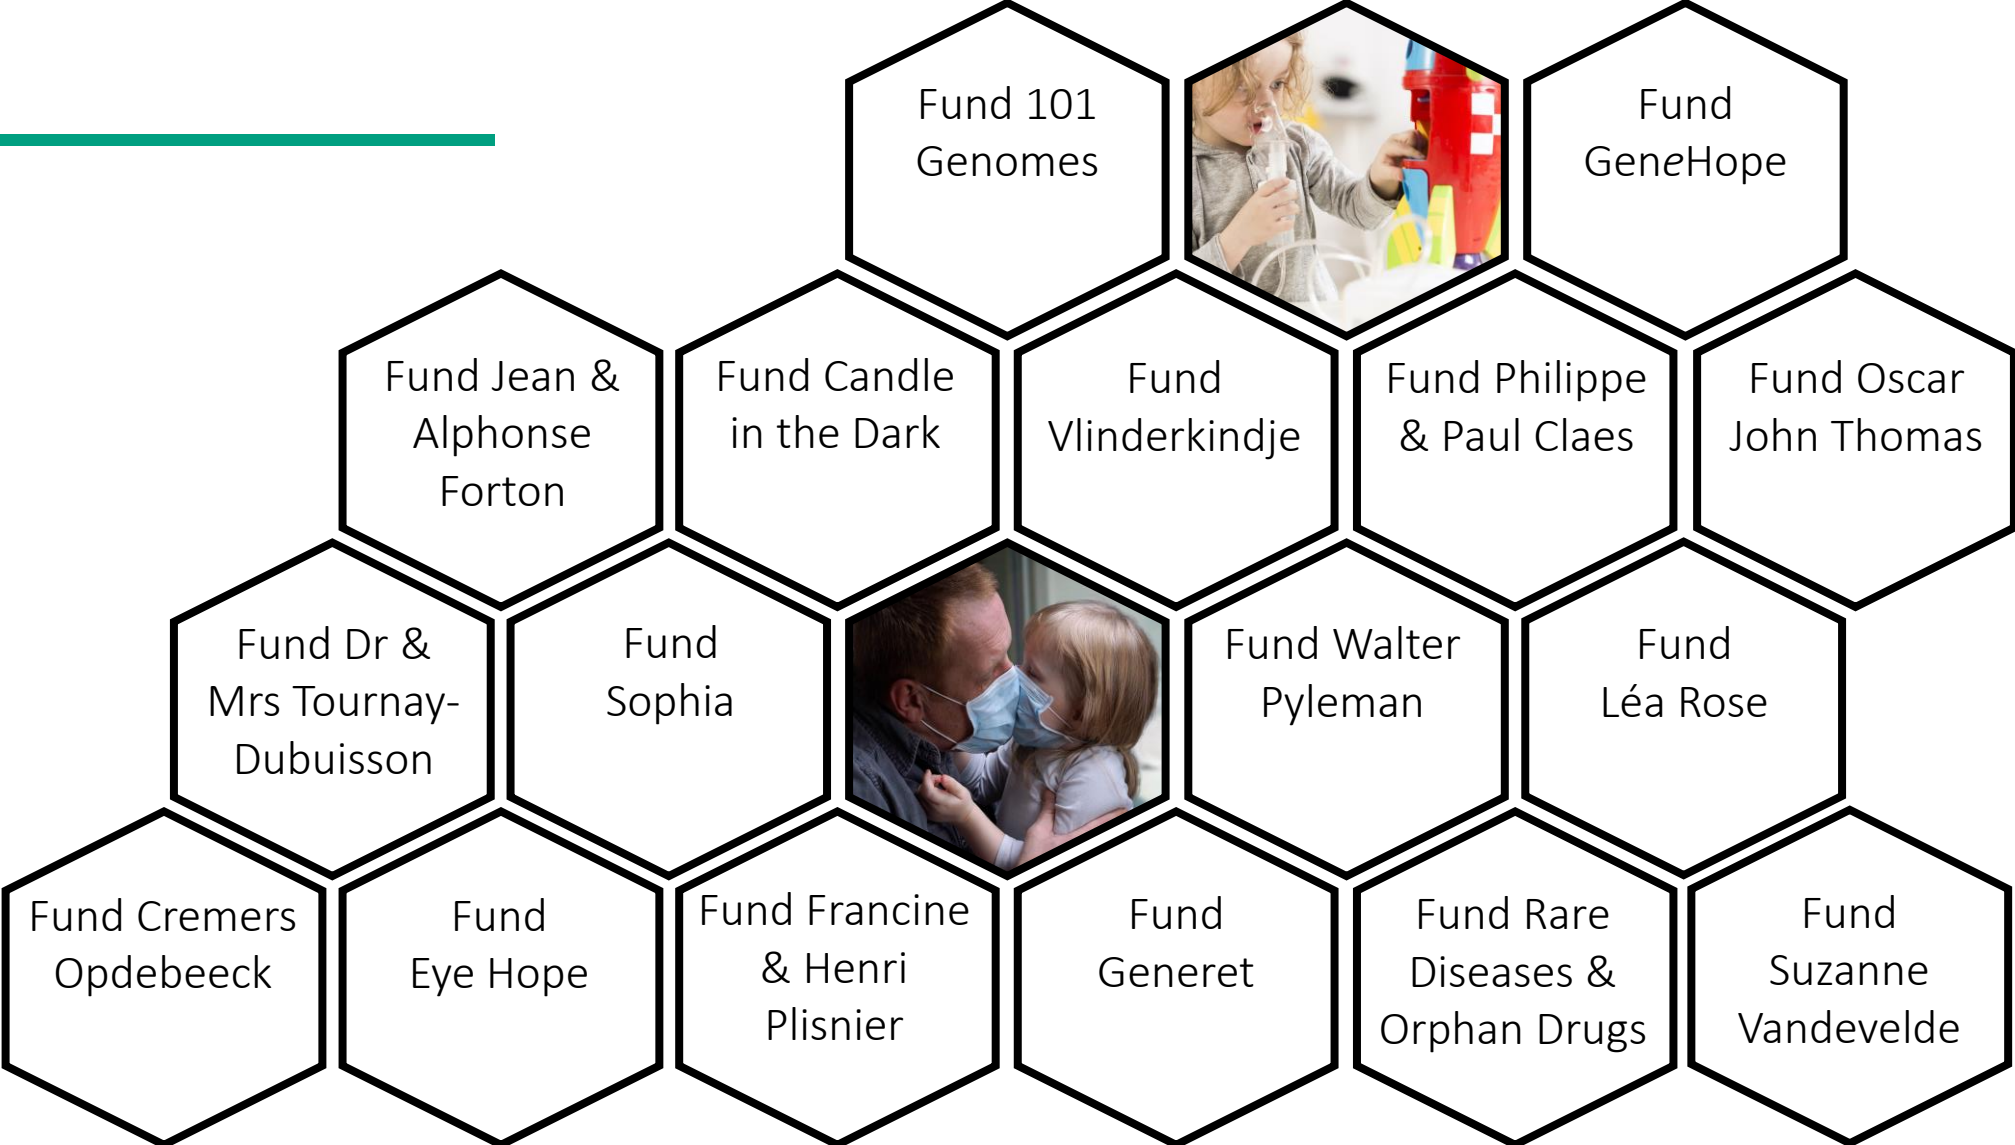 Fund 101
Genomes
Fund
GeneHope
Fund Jean &
Alphonse
Forton
Fund Candle
in the Dark
Fund
Vlinderkindje
Fund Philippe
& Paul Claes
Fund Oscar
John Thomas
Fund Dr &
Mrs Tournay-
Dubuisson
Fund
Sophia
Fund Walter
Pyleman
Fund
Léa Rose
Fund Cremers
Opdebeeck
Fund
Eye Hope
Fund Francine
& Henri
Plisnier
Fund
Generet
Fund Rare
Diseases &
Orphan Drugs
Fund
Suzanne
Vandevelde